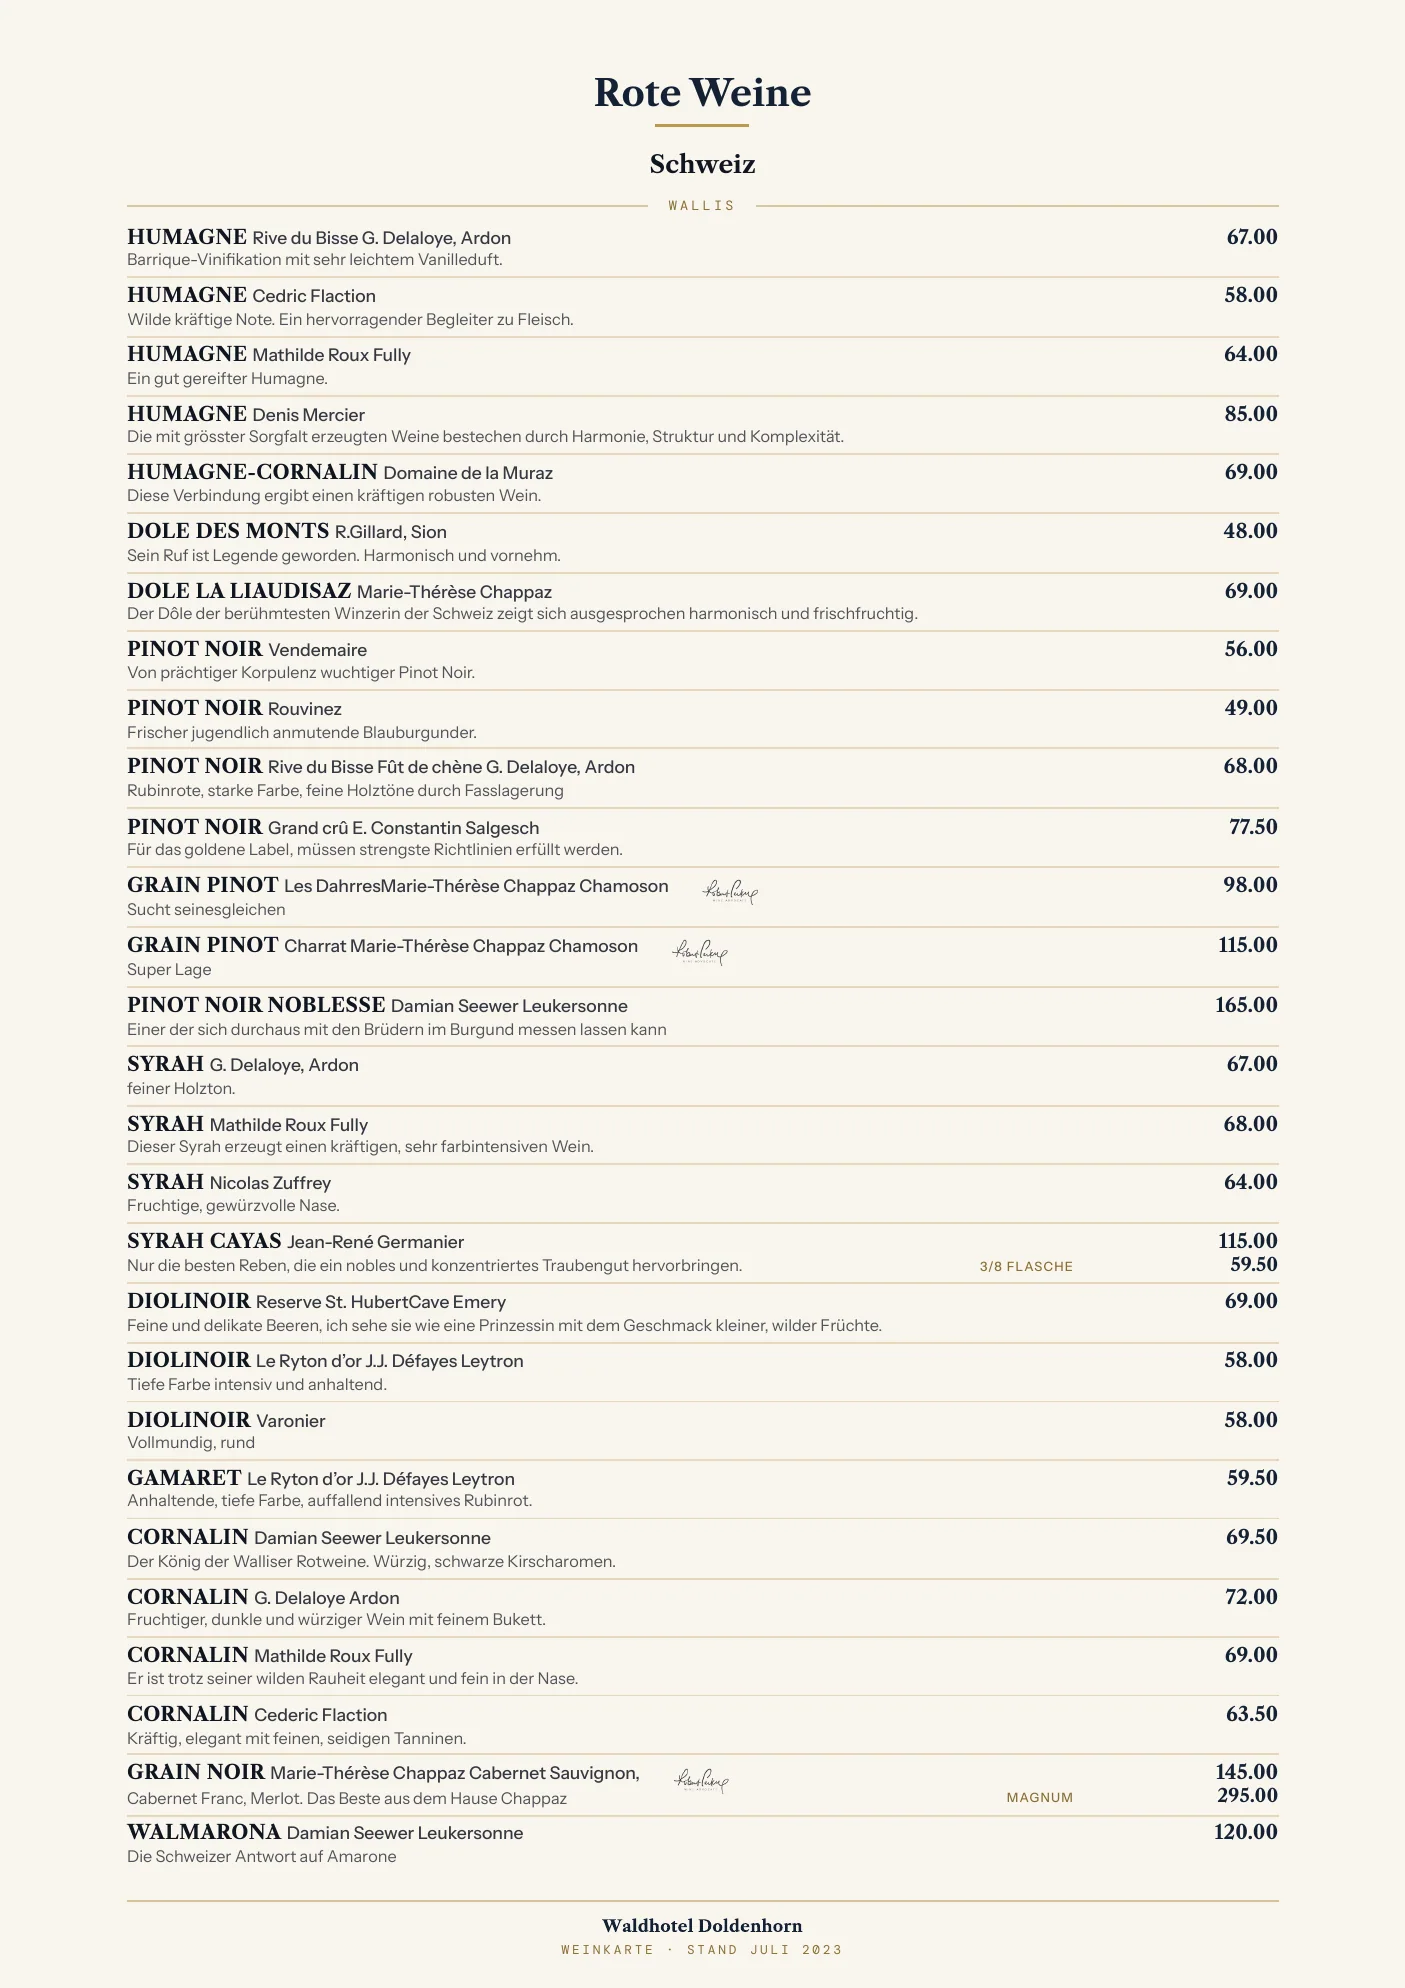 Rote Weine
Schweiz
WALLIS
HUMAGNE Rive du Bisse G. Delaloye, Ardon 67.00
Barrique-Vinifikation mit sehr leichtem Vanilleduft.
HUMAGNE Cedric Flaction 58.00
Wilde kräftige Note. Ein hervorragender Begleiter zu Fleisch.
HUMAGNE Mathilde Roux Fully 64.00
Ein gut gereifter Humagne.
HUMAGNE Denis Mercier 85.00
Die mit grösster Sorgfalt erzeugten Weine bestechen durch Harmonie, Struktur und Komplexität.
HUMAGNE-CORNALIN Domaine de la Muraz 69.00
Diese Verbindung ergibt einen kräftigen robusten Wein.
DOLE DES MONTS R.Gillard, Sion 48.00
Sein Ruf ist Legende geworden. Harmonisch und vornehm.
DOLE LA LIAUDISAZ Marie-Thérèse Chappaz 69.00
Der Dôle der berühmtesten Winzerin der Schweiz zeigt sich ausgesprochen harmonisch und frischfruchtig.
PINOT NOIR Vendemaire 56.00
Von prächtiger Korpulenz wuchtiger Pinot Noir.
PINOT NOIR Rouvinez 49.00
Frischer jugendlich anmutende Blauburgunder.
PINOT NOIR Rive du Bisse Fût de chène G. Delaloye, Ardon 68.00
Rubinrote, starke Farbe, feine Holztöne durch Fasslagerung
PINOT NOIR Grand crû E. Constantin Salgesch 77.50
Für das goldene Label, müssen strengste Richtlinien erfüllt werden.
GRAIN PINOT Les DahrresMarie-Thérèse Chappaz Chamoson 98.00
Sucht seinesgleichen
GRAIN PINOT Charrat Marie-Thérèse Chappaz Chamoson 115.00
Super Lage
PINOT NOIR NOBLESSE Damian Seewer Leukersonne 165.00
Einer der sich durchaus mit den Brüdern im Burgund messen lassen kann
SYRAH G. Delaloye, Ardon 67.00
feiner Holzton.
SYRAH Mathilde Roux Fully 68.00
Dieser Syrah erzeugt einen kräftigen, sehr farbintensiven Wein.
SYRAH Nicolas Zuffrey 64.00
Fruchtige, gewürzvolle Nase.
SYRAH CAYAS Jean-René Germanier 115.00
Nur die besten Reben, die ein nobles und konzentriertes Traubengut hervorbringen. 3/8 FLASCHE 59.50
DIOLINOIR Reserve St. HubertCave Emery 69.00
Feine und delikate Beeren, ich sehe sie wie eine Prinzessin mit dem Geschmack kleiner, wilder Früchte.
DIOLINOIR Le Ryton d’or J.J. Défayes Leytron 58.00
Tiefe Farbe intensiv und anhaltend.
DIOLINOIR Varonier 58.00
Vollmundig, rund
GAMARET Le Ryton d’or J.J. Défayes Leytron 59.50
Anhaltende, tiefe Farbe, auffallend intensives Rubinrot.
CORNALIN Damian Seewer Leukersonne 69.50
Der König der Walliser Rotweine. Würzig, schwarze Kirscharomen.
CORNALIN G. Delaloye Ardon 72.00
Fruchtiger, dunkle und würziger Wein mit feinem Bukett.
CORNALIN Mathilde Roux Fully 69.00
Er ist trotz seiner wilden Rauheit elegant und fein in der Nase.
CORNALIN Cederic Flaction 63.50
Kräftig, elegant mit feinen, seidigen Tanninen.
GRAIN NOIR Marie-Thérèse Chappaz Cabernet Sauvignon, 145.00
Cabernet Franc, Merlot. Das Beste aus dem Hause Chappaz MAGNUM 295.00
WALMARONA Damian Seewer Leukersonne 120.00
Die Schweizer Antwort auf Amarone
Waldhotel Doldenhorn
WEINKARTE · STAND JULI 2023